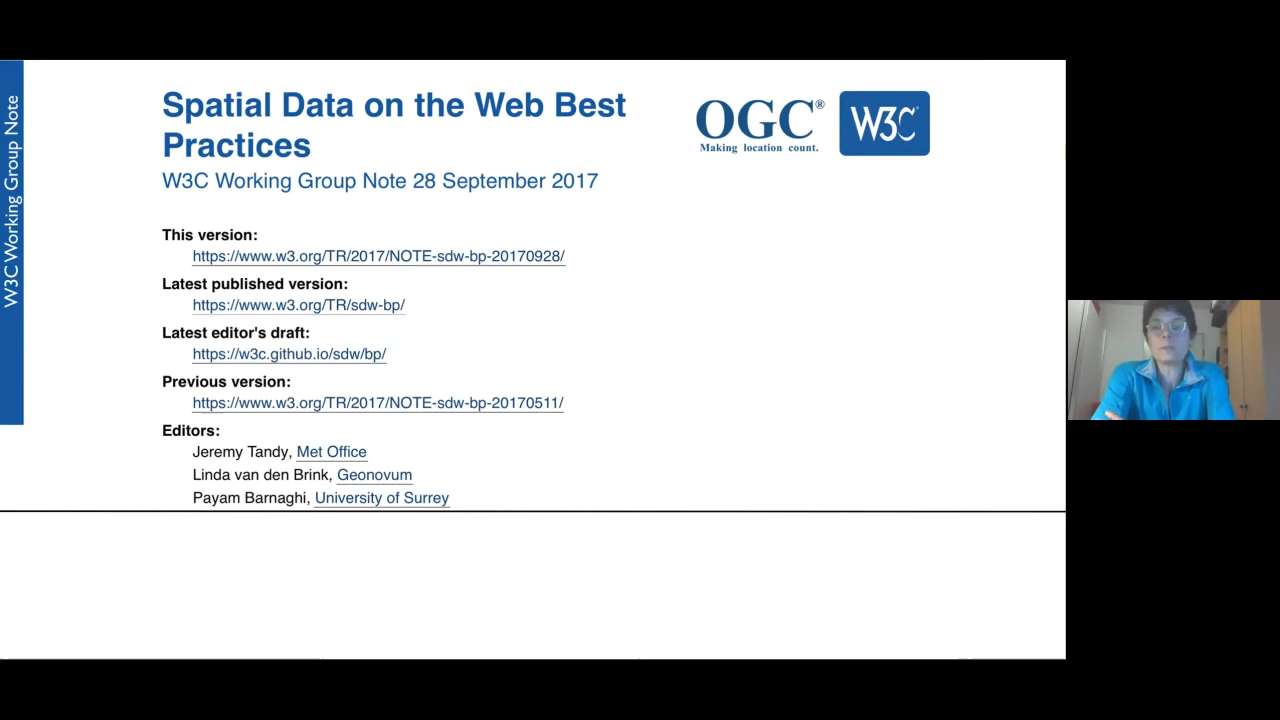 W3C Working Group Note
Spatial Data on the Web Best
Practices
W3C Working Group Note 28 September 2017
OGC®
Making location count.
W3C®
This version:
https://www.w3.org/TR/2017/NOTE-sdw-bp-20170928/
Latest published version:
https://www.w3.org/TR/sdw-bp/
Latest editor's draft:
https://w3c.github.io/sdw/bp/
Previous version:
https://www.w3.org/TR/2017/NOTE-sdw-bp-20170511/
Editors:
Jeremy Tandy, Met Office
Linda van den Brink, Geonovum
Payam Barnaghi, University of Surrey